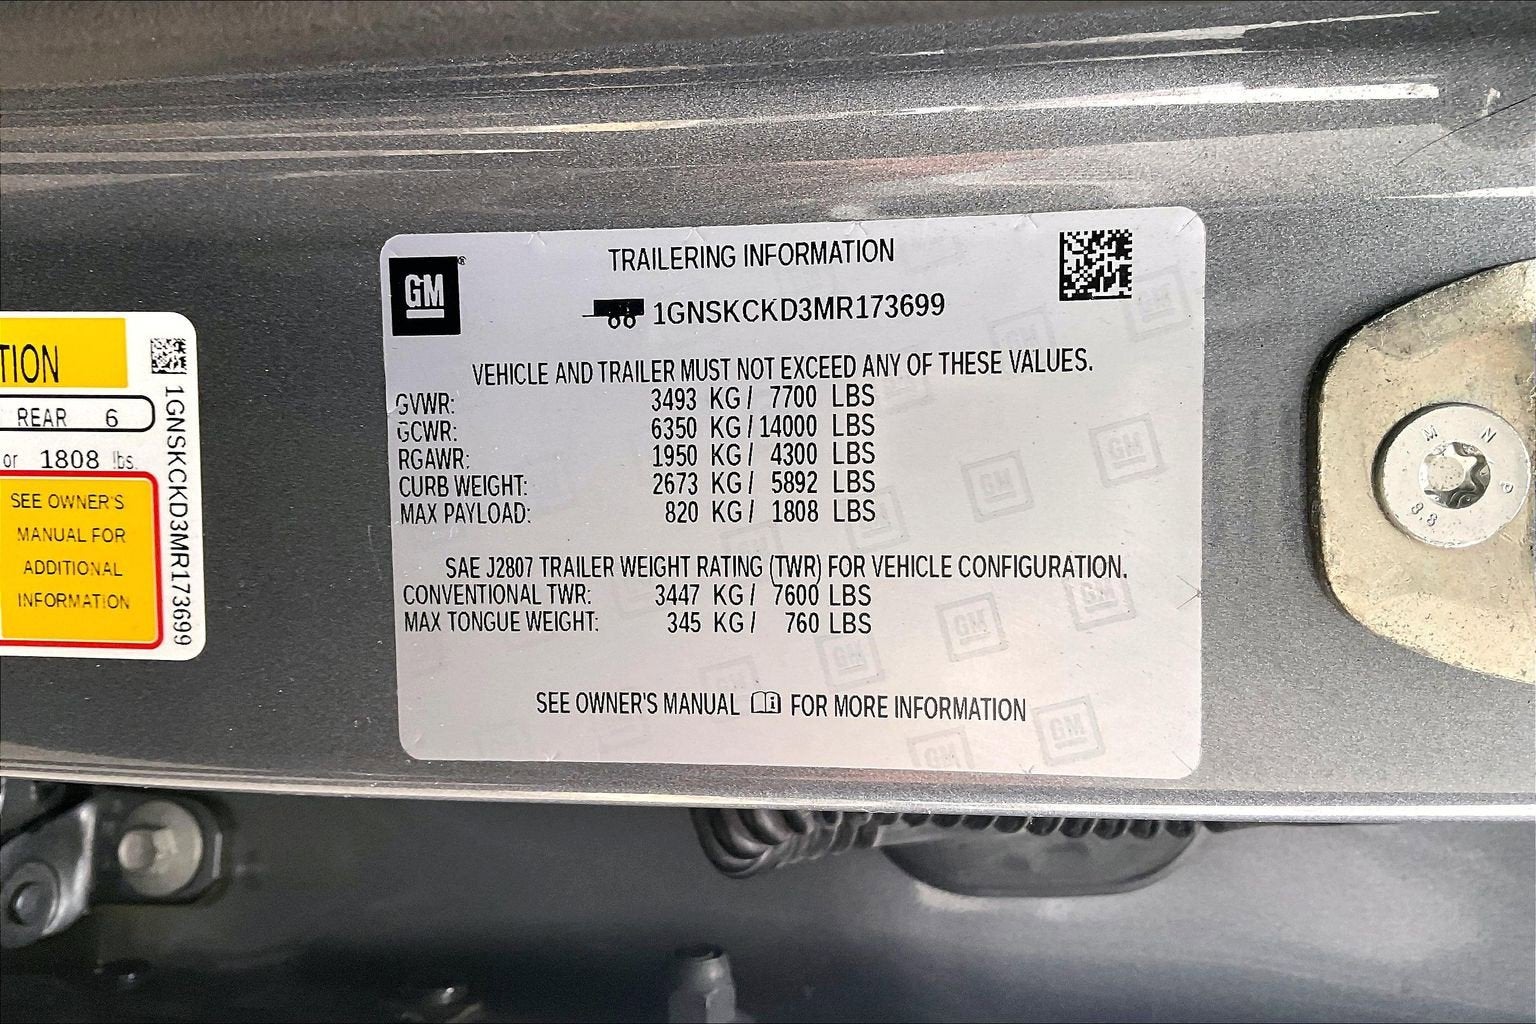 TION
REAR 6
or 1808 lbs.
SEE OWNER'S
MANUAL FOR
ADDITIONAL
INFORMATION
1GNSKCKD3MR173699
GM
TRAILERING INFORMATION
1GNSKCKD3MR173699
VEHICLE AND TRAILER MUST NOT EXCEED ANY OF THESE VALUES.
GVWR: 3493 KG / 7700 LBS
GCWR: 6350 KG / 14000 LBS
RGAWR: 1950 KG / 4300 LBS
CURB WEIGHT: 2673 KG / 5892 LBS
MAX PAYLOAD: 820 KG / 1808 LBS
SAE J2807 TRAILER WEIGHT RATING (TWR) FOR VEHICLE CONFIGURATION.
CONVENTIONAL TWR: 3447 KG / 7600 LBS
MAX TONGUE WEIGHT: 345 KG / 760 LBS
SEE OWNER'S MANUAL FOR MORE INFORMATION
M N P
8.8